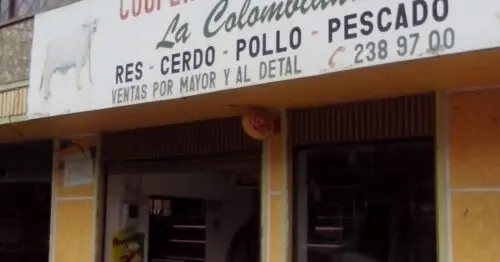 La Colombiana
RES - CERDO - POLLO - PESCADO
VENTAS POR MAYOR Y AL DETAL 238 97 00